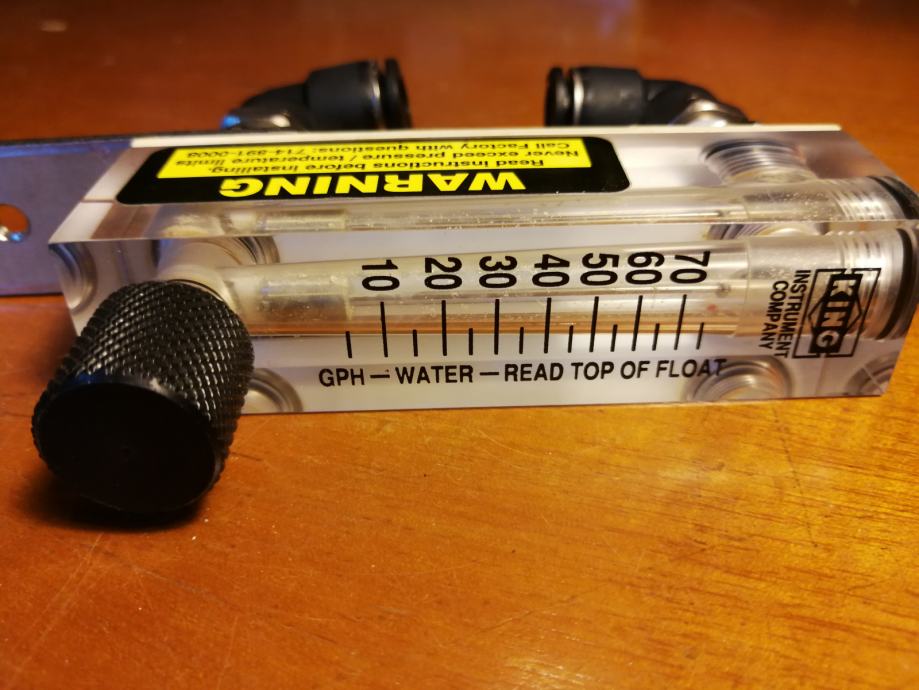 WARNING
Read instructions before installing.
Never exceed pressure / temperature limits
Call Factory with questions: 714-891-0008
10 20 30 40 50 60 70
GPH — WATER — READ TOP OF FLOAT
KING
INSTRUMENT
COMPANY